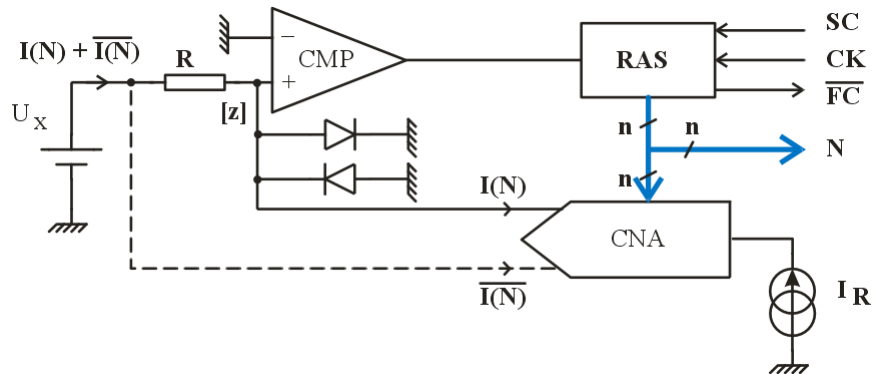 SC
I(N) + I(N)
R
−
CMP
+
RAS
CK
FC
[z]
U x
n
n
N
n
I(N)
CNA
I(N)
I R